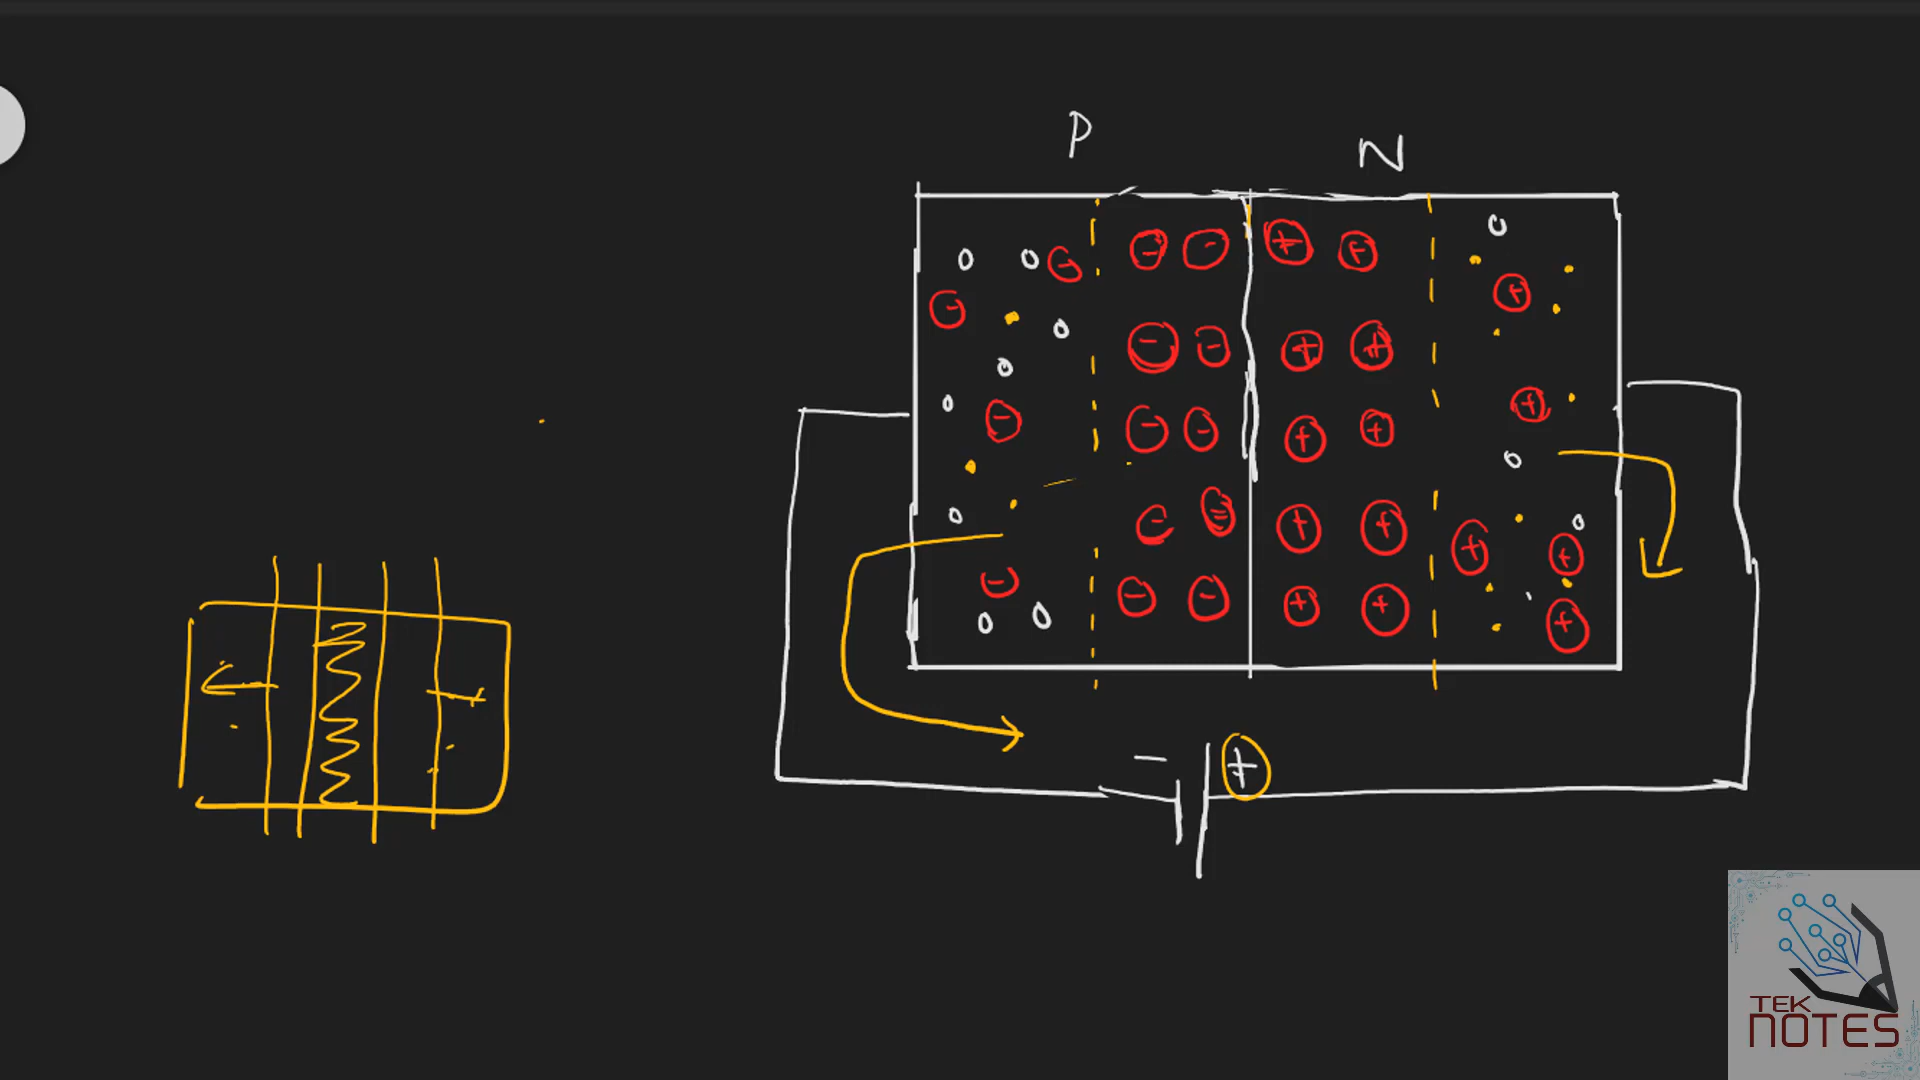 P N
- - + +
- - +
- - + +
- - - + +
- - + +
- +
- - + +
- +
- +
TEK
NOTES